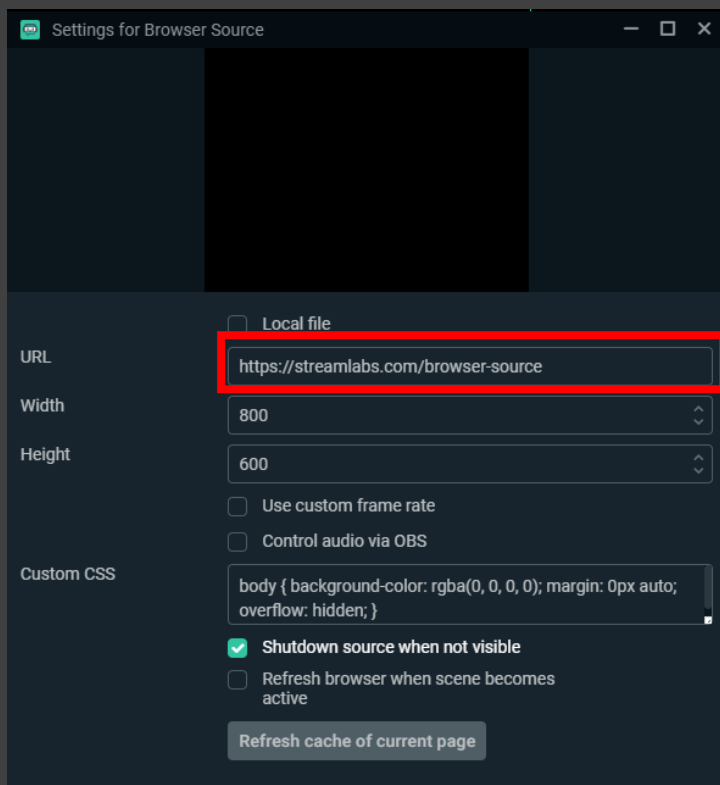 Settings for Browser Source
Local file
URL
https://streamlabs.com/browser-source
Width
800
Height
600
Use custom frame rate
Control audio via OBS
Custom CSS
body { background-color: rgba(0, 0, 0, 0); margin: 0px auto;
overflow: hidden; }
Shutdown source when not visible
Refresh browser when scene becomes
active
Refresh cache of current page